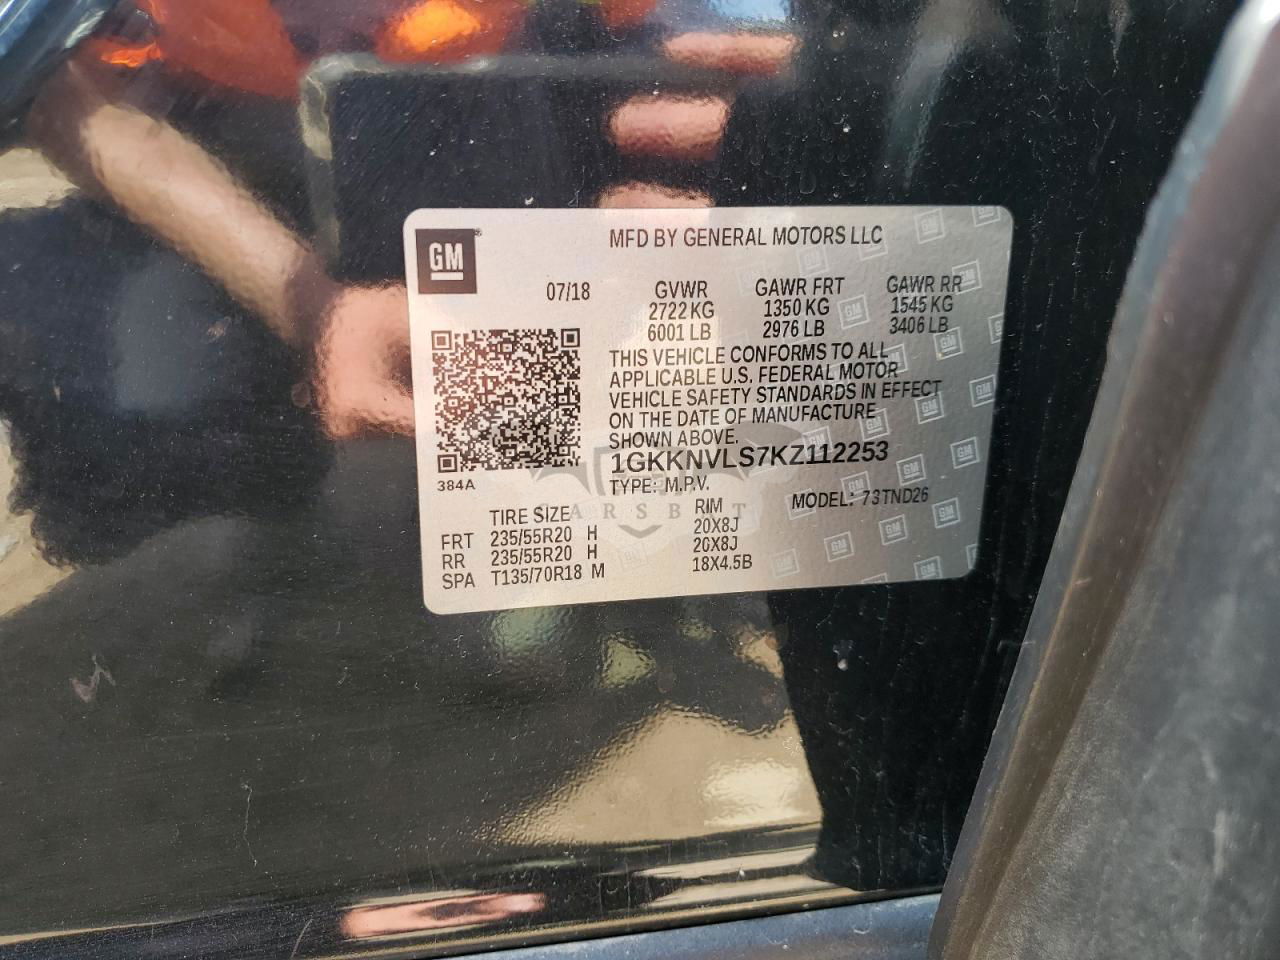 GM
MFD BY GENERAL MOTORS LLC
07/18
GVWR GAWR FRT GAWR RR
2722 KG 1350 KG 1545 KG
6001 LB 2976 LB 3406 LB
THIS VEHICLE CONFORMS TO ALL
APPLICABLE U.S. FEDERAL MOTOR
VEHICLE SAFETY STANDARDS IN EFFECT
ON THE DATE OF MANUFACTURE
SHOWN ABOVE.
1GKKNVLS7KZ112253
384A
TYPE: M.P.V. MODEL: 73TND26
CARSBAT
TIRE SIZE RIM
FRT 235/55R20 H 20X8J
RR 235/55R20 H 20X8J
SPA T135/70R18 M 18X4.5B